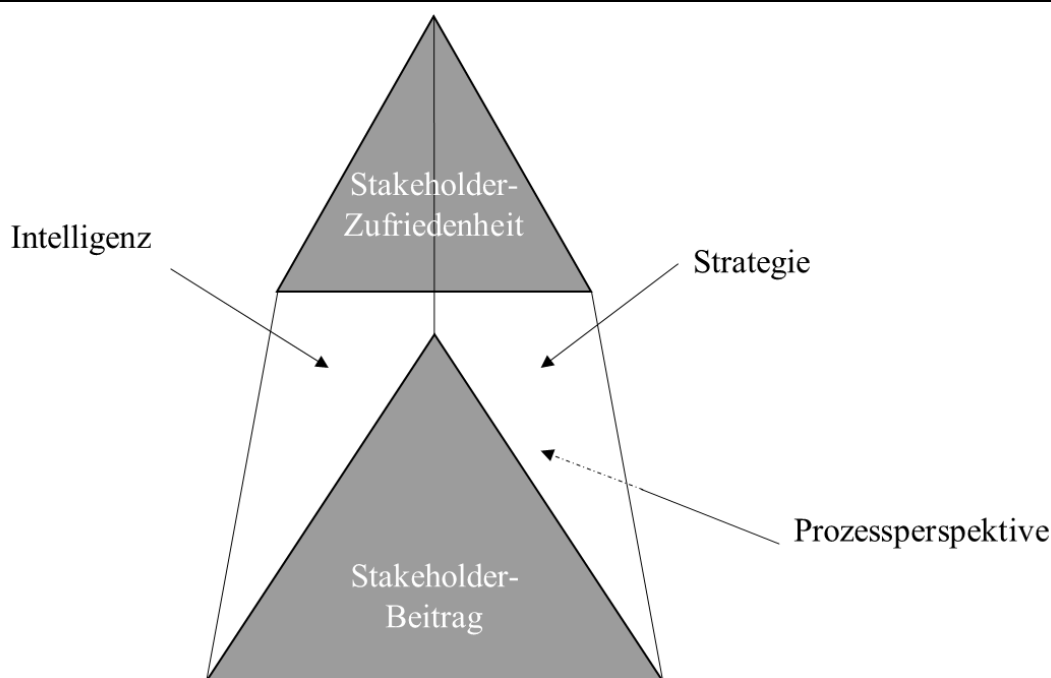 Stakeholder-
Zufriedenheit
Intelligenz
Strategie
Prozessperspektive
Stakeholder-
Beitrag